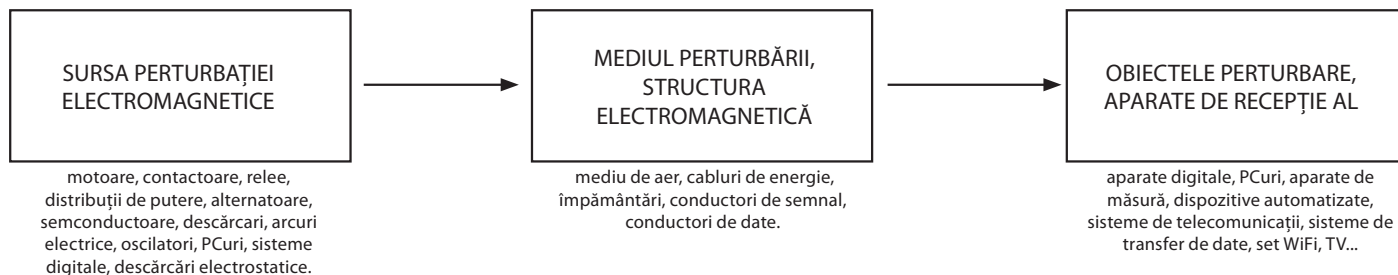 SURSA PERTURBAȚIEI
ELECTROMAGNETICE
motoare, contactoare, relee,
distribuții de putere, alternatoare,
semconductoare, descărcari, arcuri
electrice, oscilatori, PCuri, sisteme
digitale, descărcări electrostatice.
MEDIUL PERTURBĂRII,
STRUCTURA
ELECTROMAGNETICĂ
mediu de aer, cabluri de energie,
împământări, conductori de semnal,
conductori de date.
OBIECTELE PERTURBARE,
APARATE DE RECEPȚIE AL
aparate digitale, PCuri, aparate de
măsură, dispozitive automatizate,
sisteme de telecomunicații, sisteme de
transfer de date, set WiFi, TV...